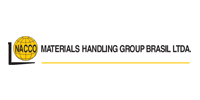 NACCO
MATERIALS HANDLING GROUP BRASIL LTDA.